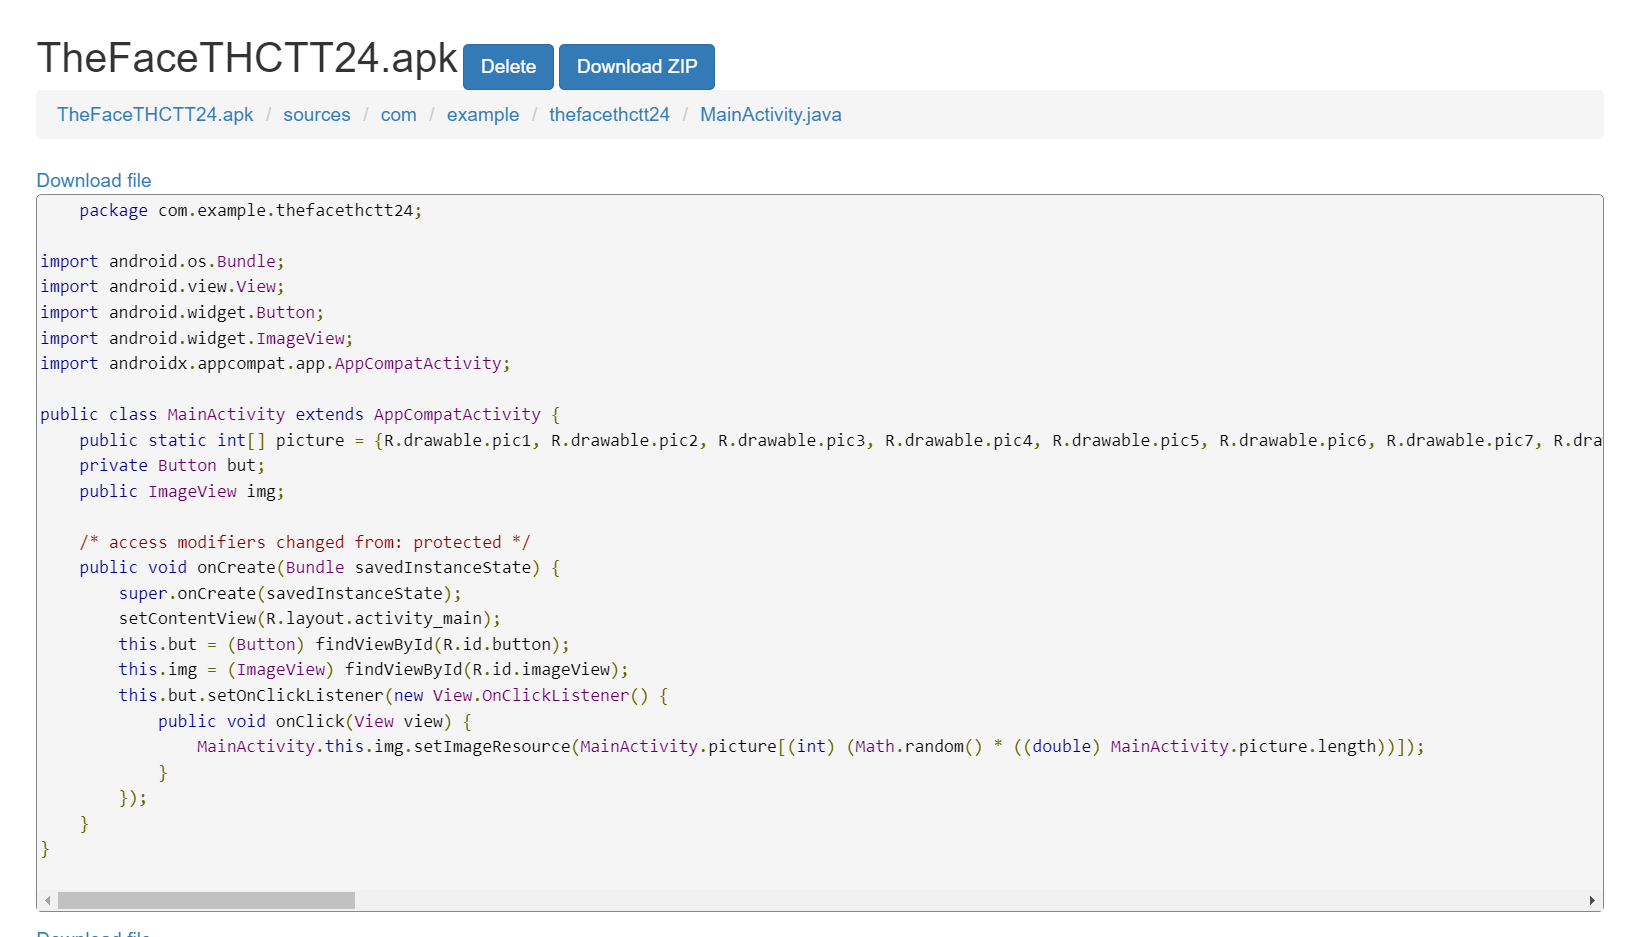 TheFaceTHCTT24.apk Delete Download ZIP
TheFaceTHCTT24.apk / sources / com / example / thefacethctt24 / MainActivity.java
Download file
package com.example.thefacethctt24;
import android.os.Bundle;
import android.view.View;
import android.widget.Button;
import android.widget.ImageView;
import androidx.appcompat.app.AppCompatActivity;
public class MainActivity extends AppCompatActivity {
public static int[] picture = {R.drawable.pic1, R.drawable.pic2, R.drawable.pic3, R.drawable.pic4, R.drawable.pic5, R.drawable.pic6, R.drawable.pic7, R.dra
private Button but;
public ImageView img;
/* access modifiers changed from: protected */
public void onCreate(Bundle savedInstanceState) {
super.onCreate(savedInstanceState);
setContentView(R.layout.activity_main);
this.but = (Button) findViewById(R.id.button);
this.img = (ImageView) findViewById(R.id.imageView);
this.but.setOnClickListener(new View.OnClickListener() {
public void onClick(View view) {
MainActivity.this.img.setImageResource(MainActivity.picture[(int) (Math.random() * ((double) MainActivity.picture.length))]);
}
});
}
}
Download file